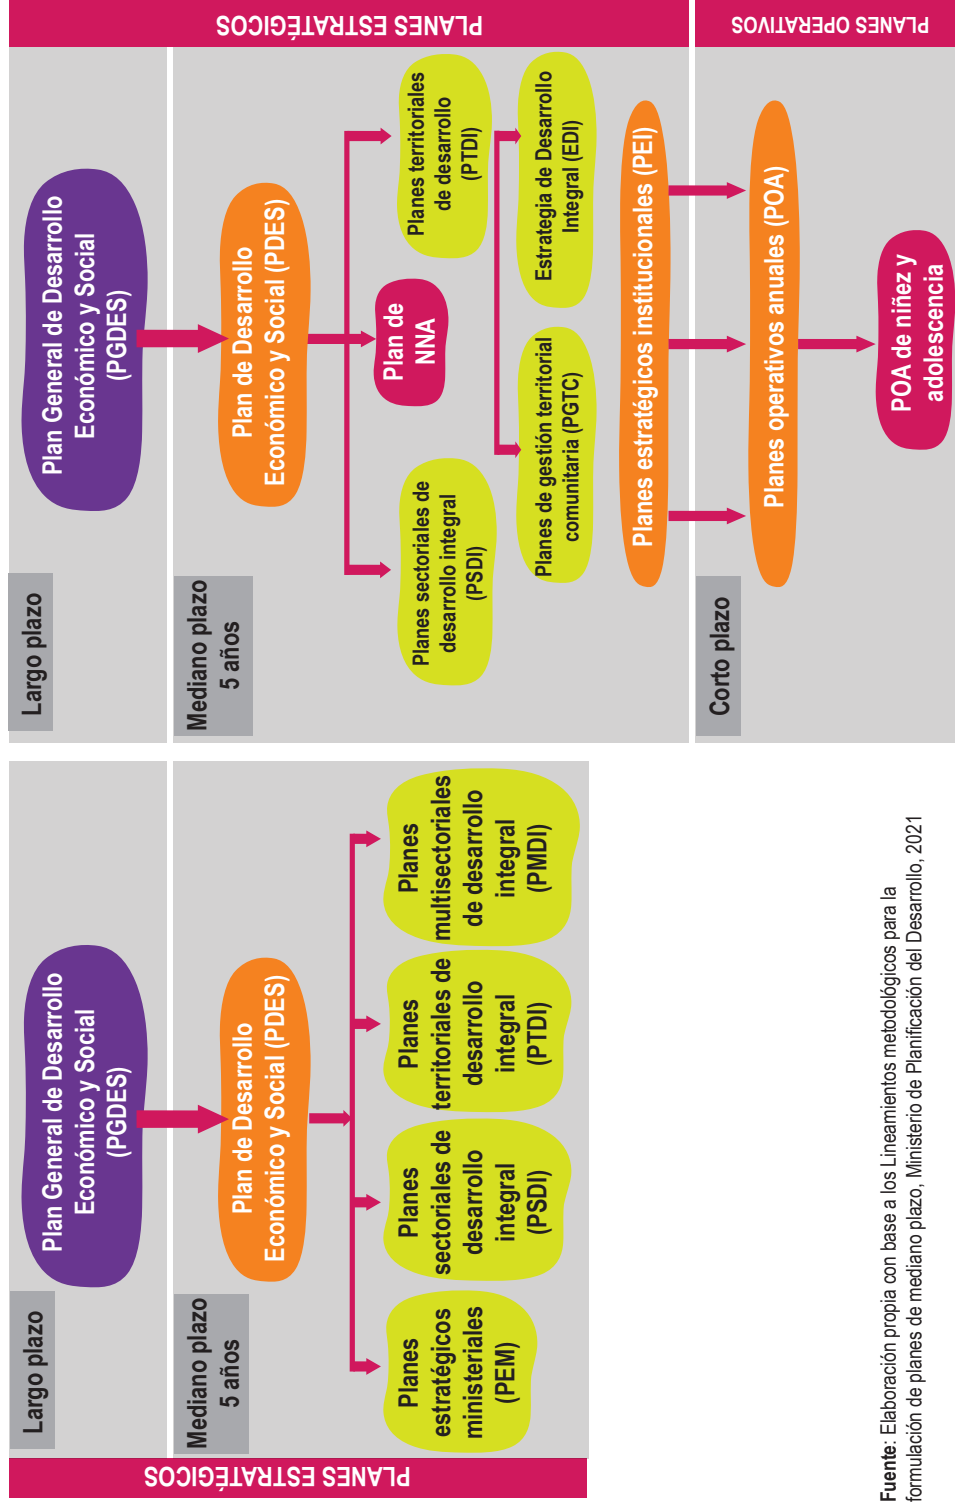 PLANES ESTRATÉGICOS
Largo plazo
Plan General de Desarrollo
Económico y Social
(PGDES)
Mediano plazo
5 años
Plan de Desarrollo
Económico y Social (PDES)
Planes
estratégicos
ministeriales
(PEM)
Planes
sectoriales de
desarrollo
integral
(PSDI)
Planes
territoriales de
desarrollo
integral
(PTDI)
Planes
multisectoriales
de desarrollo
integral
(PMDI)
Largo plazo
Plan General de Desarrollo
Económico y Social
(PGDES)
PLANES ESTRATÉGICOS
Mediano plazo
5 años
Plan de Desarrollo
Económico y Social (PDES)
Planes sectoriales de
desarrollo integral
(PSDI)
Plan de
NNA
Planes territoriales
de desarrollo
(PTDI)
Planes de gestión territorial
comunitaria (PGTC)
Estrategia de Desarrollo
Integral (EDI)
Planes estratégicos institucionales (PEI)
Corto plazo
PLANES OPERATIVOS
Planes operativos anuales (POA)
POA de niñez y
adolescencia
Fuente: Elaboración propia con base a los Lineamientos metodológicos para la
formulación de planes de mediano plazo, Ministerio de Planificación del Desarrollo, 2021